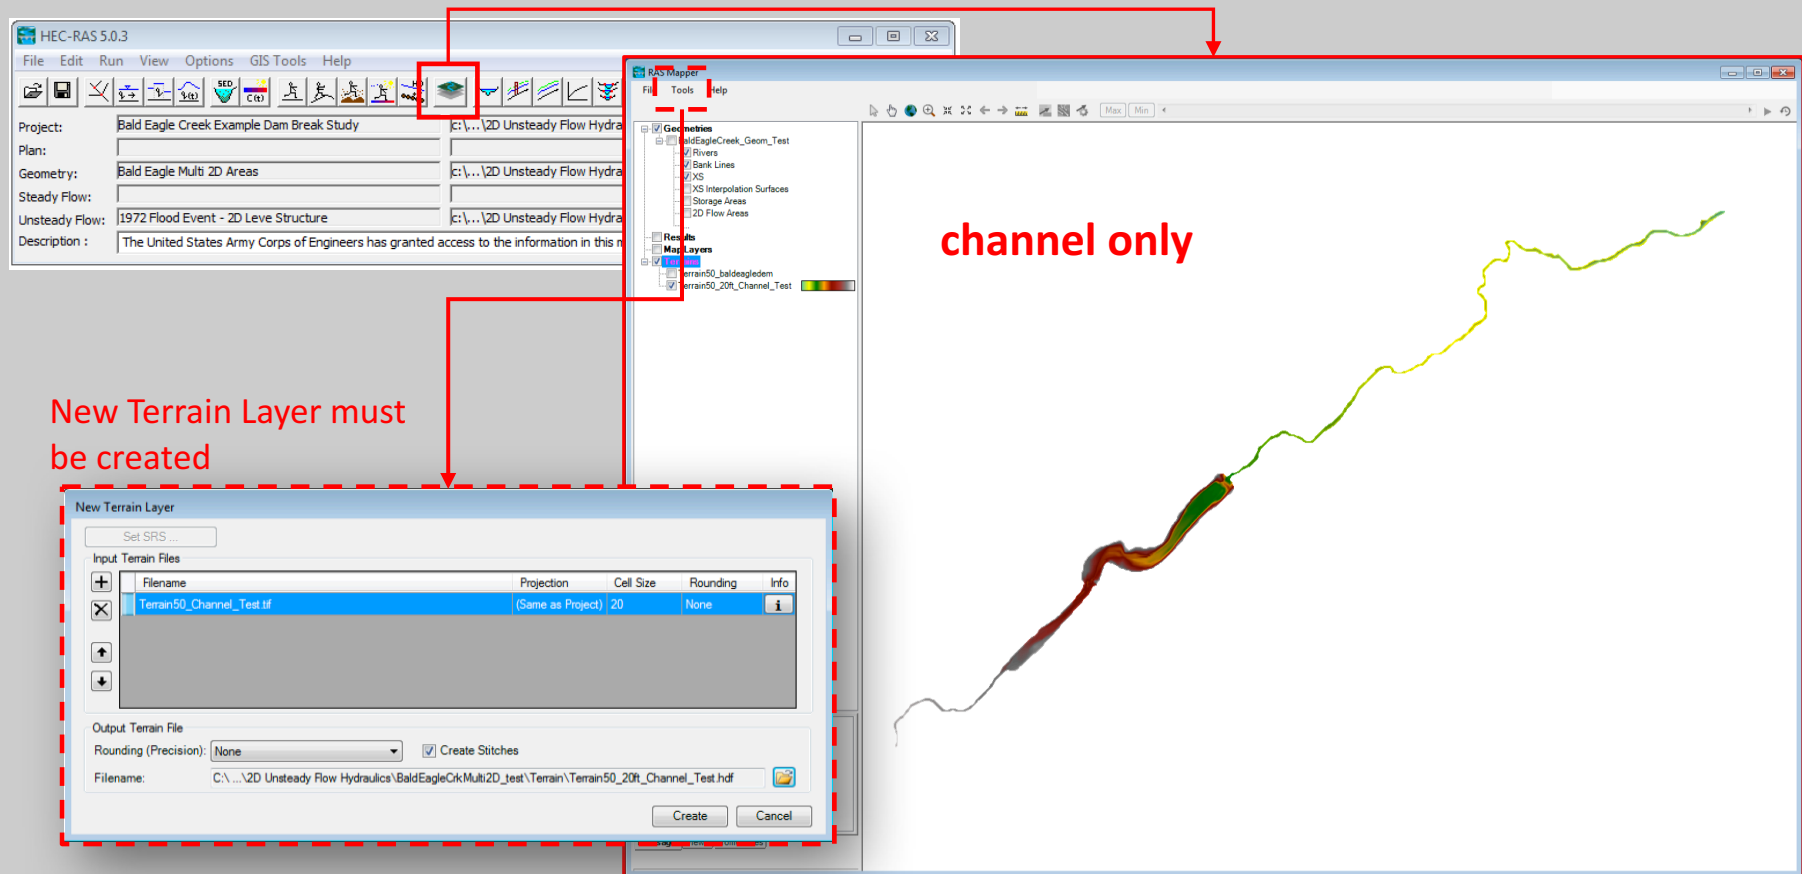 HEC-RAS 5.0.3
File Edit Run View Options GIS Tools Help
Project: Bald Eagle Creek Example Dam Break Study c:\...\2D Unsteady Flow Hydra
Plan:
Geometry: Bald Eagle Multi 2D Areas c:\...\2D Unsteady Flow Hydra
Steady Flow:
Unsteady Flow: 1972 Flood Event - 2D Leve Structure c:\...\2D Unsteady Flow Hydra
Description : The United States Army Corps of Engineers has granted access to the information in this m
RAS Mapper
File Tools Help
Max Min
Geometries
BaldEagleCreek_Geom_Test
Rivers
Bank Lines
XS
XS Interpolation Surfaces
Storage Areas
2D Flow Areas
Results
Map Layers
Terrains
Terrain50_baldeagledem
Terrain50_20ft_Channel_Test
channel only
New Terrain Layer must
be created
New Terrain Layer
Set SRS ...
Input Terrain Files
Filename Projection Cell Size Rounding Info
Terrain50_Channel_Test.tif (Same as Project) 20 None i
Output Terrain File
Rounding (Precision): None Create Stitches
Filename: C:\ ...\2D Unsteady Flow Hydraulics\BaldEagleCrkMulti2D_test\Terrain\Terrain50_20ft_Channel_Test.hdf
Create Cancel